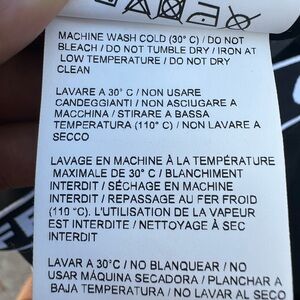 MACHINE WASH COLD (30° C) / DO NOT
BLEACH / DO NOT TUMBLE DRY / IRON AT
LOW TEMPERATURE / DO NOT DRY
CLEAN
LAVARE A 30° C / NON USARE
CANDEGGIANTI / NON ASCIUGARE A
MACCHINA / STIRARE A BASSA
TEMPERATURA (110° C) / NON LAVARE A
SECCO
LAVAGE EN MACHINE À LA TEMPÉRATURE
MAXIMALE DE 30° C / BLANCHIMENT
INTERDIT / SÉCHAGE EN MACHINE
INTERDIT / REPASSAGE AU FER FROID
(110 °C). L'UTILISATION DE LA VAPEUR
EST INTERDITE / NETTOYAGE À SEC
INTERDIT
LAVAR A 30°C / NO BLANQUEAR / NO
USAR MÁQUINA SECADORA / PLANCHAR A
BAJA TEMPERATURA / NO LAVAR AL SECO